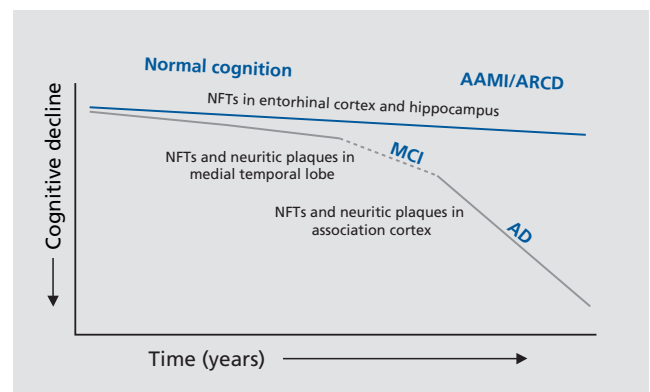 Normal cognition
AAMI/ARCD
NFTs in entorhinal cortex and hippocampus
MCI
NFTs and neuritic plaques in
medial temporal lobe
NFTs and neuritic plaques in
association cortex
AD
Cognitive decline
Time (years)